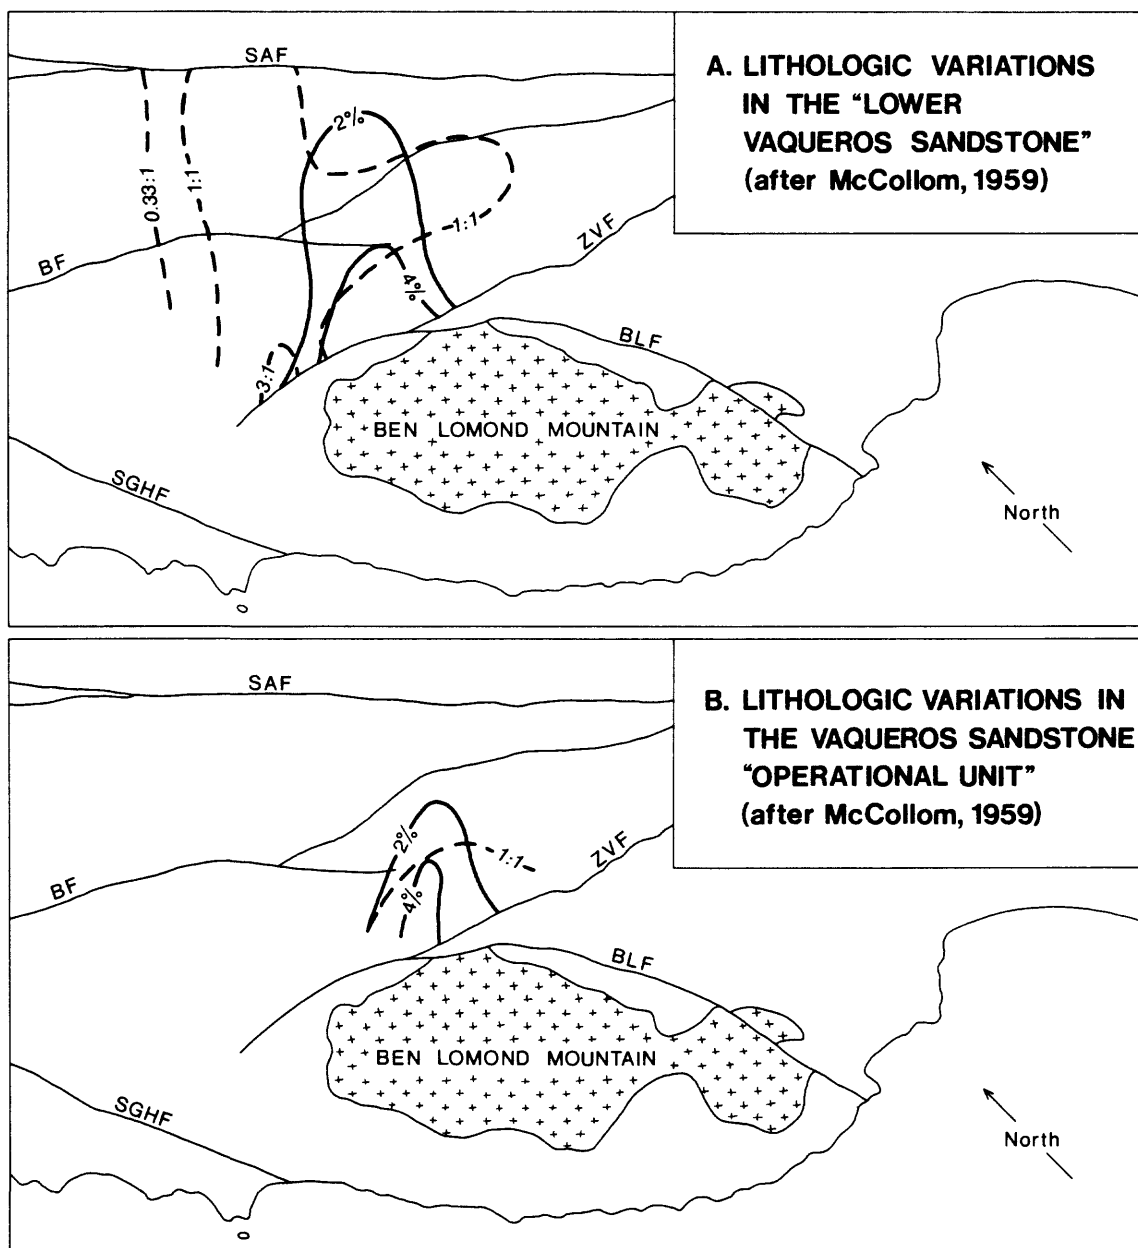 A. LITHOLOGIC VARIATIONS
IN THE "LOWER
VAQUEROS SANDSTONE"
(after McCollom, 1959)
SAF
2%
0.33:1
1:1
1:1
ZVF
BF
4%
BLF
3:1
BEN LOMOND MOUNTAIN
SGHF
North
B. LITHOLOGIC VARIATIONS IN
THE VAQUEROS SANDSTONE
"OPERATIONAL UNIT"
(after McCollom, 1959)
SAF
2%
1:1
ZVF
BF
4%
BLF
BEN LOMOND MOUNTAIN
SGHF
North